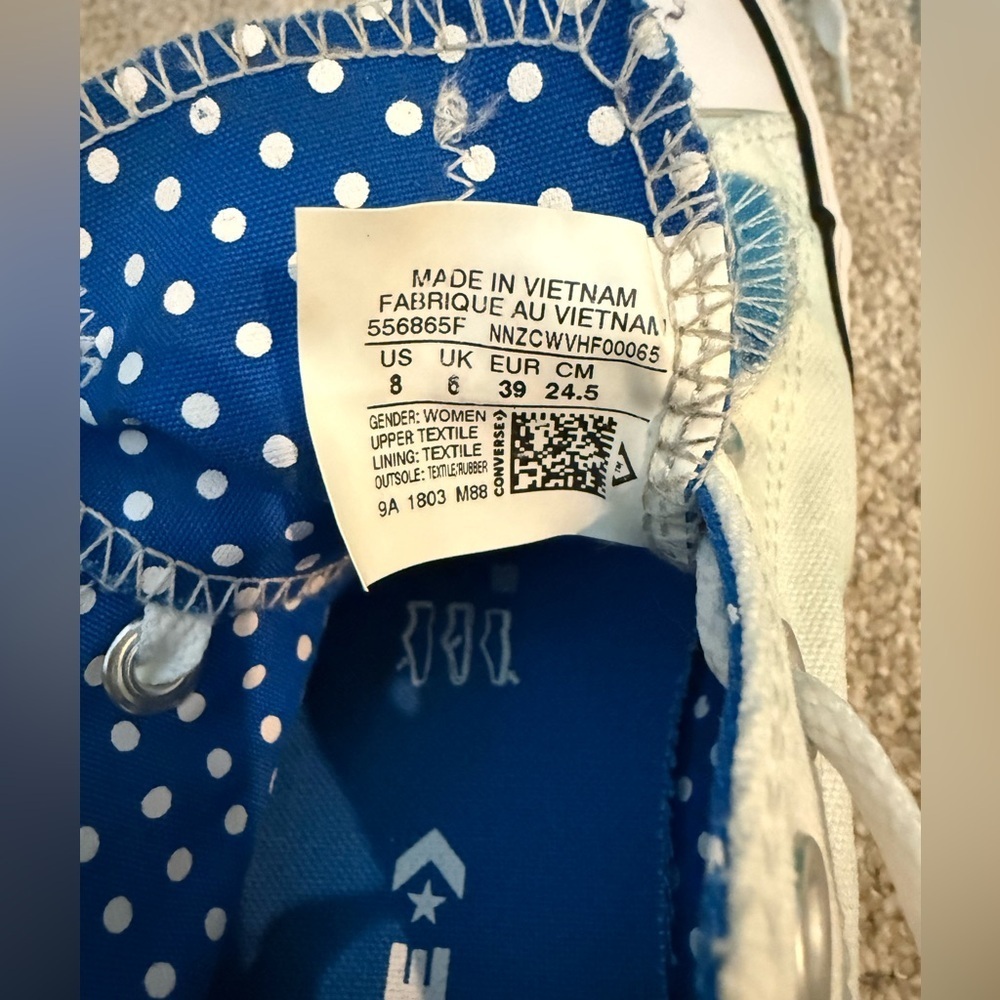 MADE IN VIETNAM
FABRIQUE AU VIETNAM
556865F NNZCWVHF00065
US UK EUR CM
8 6 39 24.5
GENDER: WOMEN
UPPER TEXTILE
LINING: TEXTILE
OUTSOLE: TEXTILE/RUBBER
9A 1803 M88
CONVERSE
TM
E